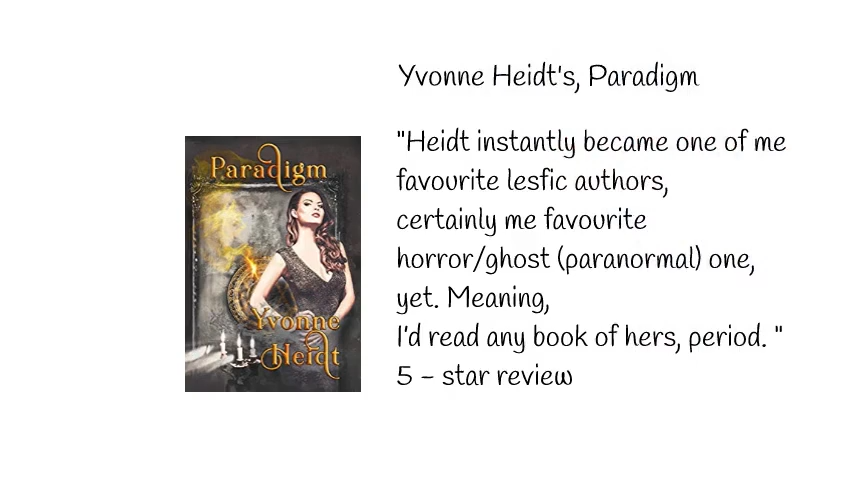 Yvonne Heidt's, Paradigm
"Heidt instantly became one of me
favourite lesfic authors,
certainly me favourite
horror/ghost (paranormal) one,
yet. Meaning,
I'd read any book of hers, period. "
5 - star review
Paradigm
Yvonne
Heidt